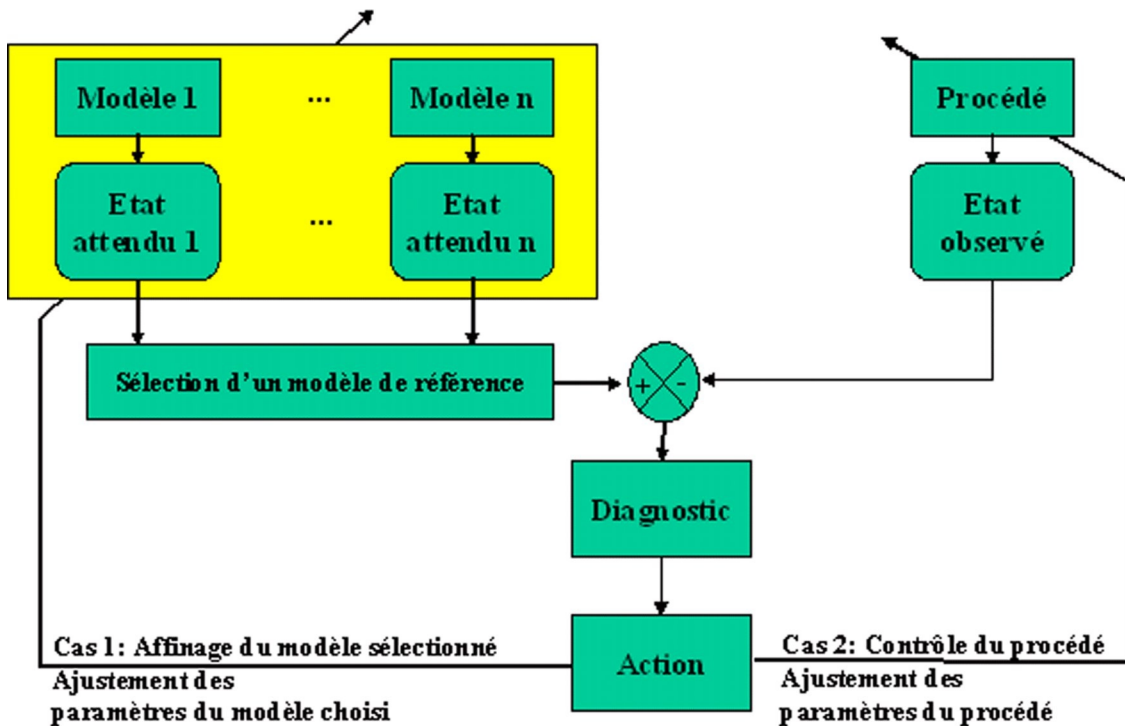 Modèle 1
...
Modèle n
Procédé
Etat
attendu 1
...
Etat
attendu n
Etat
observé
Sélection d'un modèle de référence
+
-
Diagnostic
Action
Cas 1: Affinage du modèle sélectionné
Ajustement des
paramètres du modèle choisi
Cas 2: Contrôle du procédé
Ajustement des
paramètres du procédé